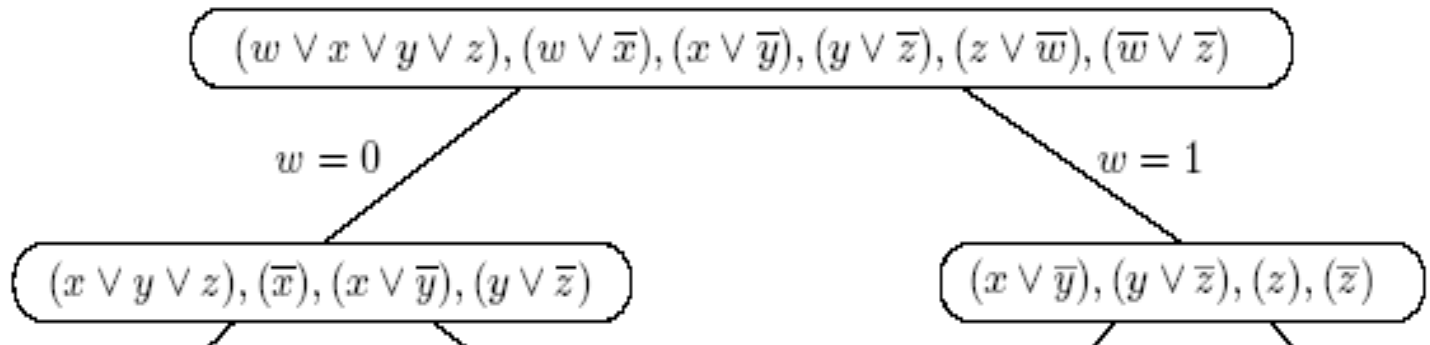 (w ∨ x ∨ y ∨ z), (w ∨ x̅), (x ∨ y̅), (y ∨ z̅), (z ∨ w̅), (w̅ ∨ z̅)
w = 0
w = 1
(x ∨ y ∨ z), (x̅), (x ∨ y̅), (y ∨ z̅)
(x ∨ y̅), (y ∨ z̅), (z), (z̅)